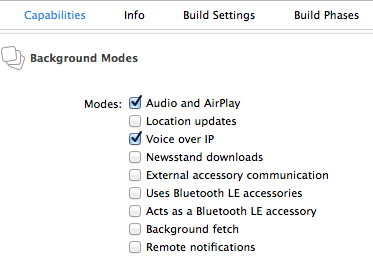 Capabilities Info Build Settings Build Phases
Background Modes
Modes: Audio and AirPlay
Location updates
Voice over IP
Newsstand downloads
External accessory communication
Uses Bluetooth LE accessories
Acts as a Bluetooth LE accessory
Background fetch
Remote notifications